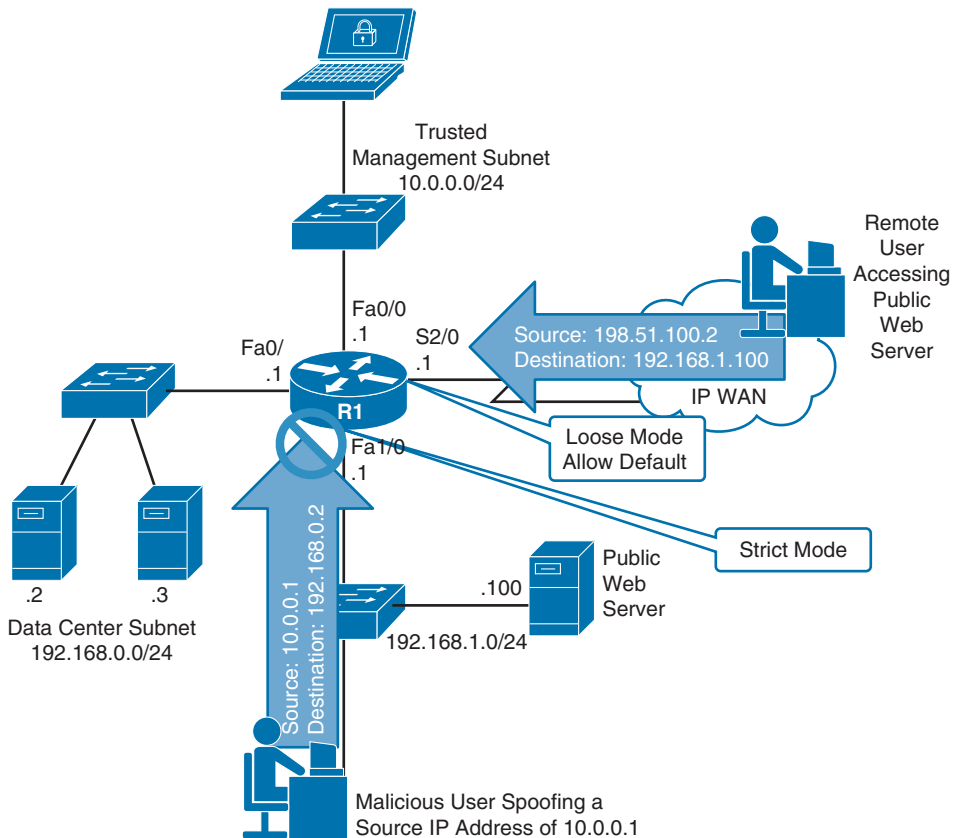 Trusted
Management Subnet
10.0.0.0/24
Remote
User
Accessing
Public
Web
Server
Fa0/0
.1
S2/0
.1
Source: 198.51.100.2
Destination: 192.168.1.100
IP WAN
Fa0/
.1
R1
Loose Mode
Allow Default
Fa1/0
.1
Strict Mode
Source: 10.0.0.1
Destination: 192.168.0.2
.2
.3
Data Center Subnet
192.168.0.0/24
.100
Public
Web
Server
192.168.1.0/24
Malicious User Spoofing a
Source IP Address of 10.0.0.1